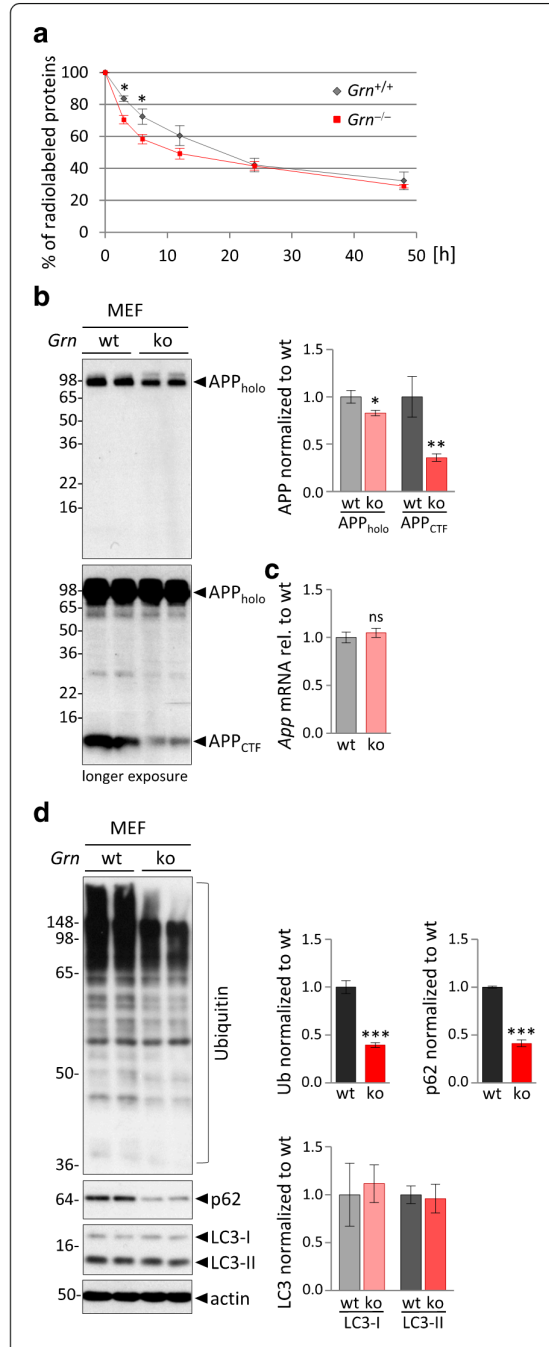 a
% of radiolabeled proteins
100
80
60
40
20
0
0 10 20 30 40 50 [h]
* *
Grn+/+
Grn−/−
b
MEF
Grn wt ko
98-
65-
50-
36-
22-
16-
APPholo
98-
65-
50-
36-
22-
16-
APPholo
APPCTF
longer exposure
APP normalized to wt
1.5
1.0
0.5
0.0
*
**
wt ko wt ko
APPholo APPCTF
c
App mRNA rel. to wt
1.5
1.0
0.5
0.0
ns
wt ko
d
MEF
Grn wt ko
148-
98-
65-
50-
36-
Ubiquitin
64-
p62
16-
LC3-I
LC3-II
50-
actin
Ub normalized to wt
1.5
1.0
0.5
0.0
***
wt ko
p62 normalized to wt
1.5
1.0
0.5
0.0
***
wt ko
LC3 normalized to wt
1.5
1.0
0.5
0.0
wt ko wt ko
LC3-I LC3-II